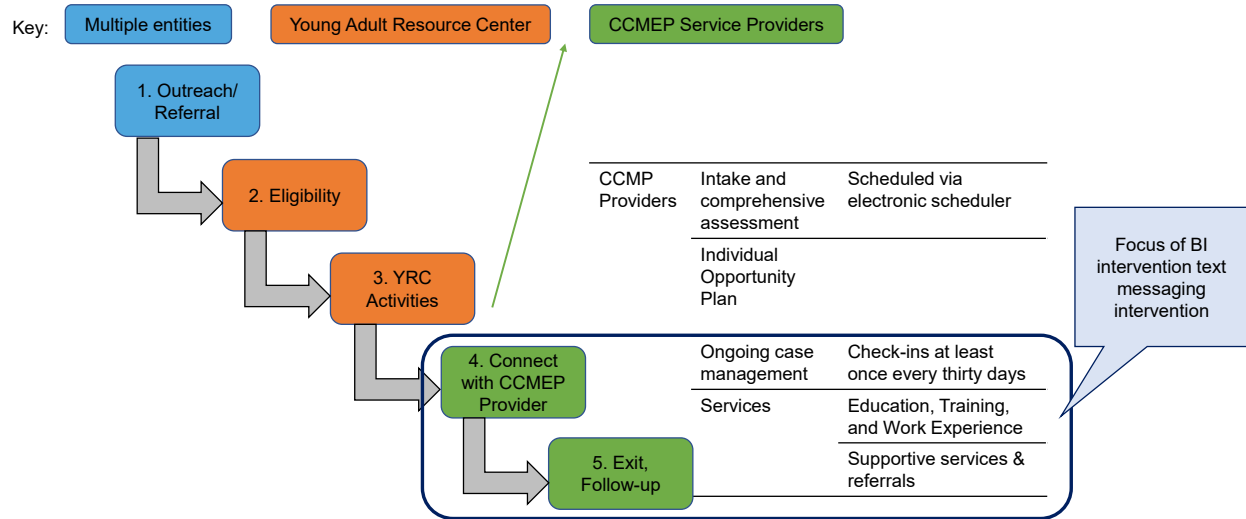 Key:
Multiple entities
Young Adult Resource Center
CCMEP Service Providers
1. Outreach/
Referral
2. Eligibility
3. YRC
Activities
4. Connect
with CCMEP
Provider
5. Exit,
Follow-up
CCMP
Providers
Intake and
comprehensive
assessment
Scheduled via
electronic scheduler
Individual
Opportunity
Plan
Ongoing case
management
Check-ins at least
once every thirty days
Services
Education, Training,
and Work Experience
Supportive services &
referrals
Focus of BI
intervention text
messaging
intervention